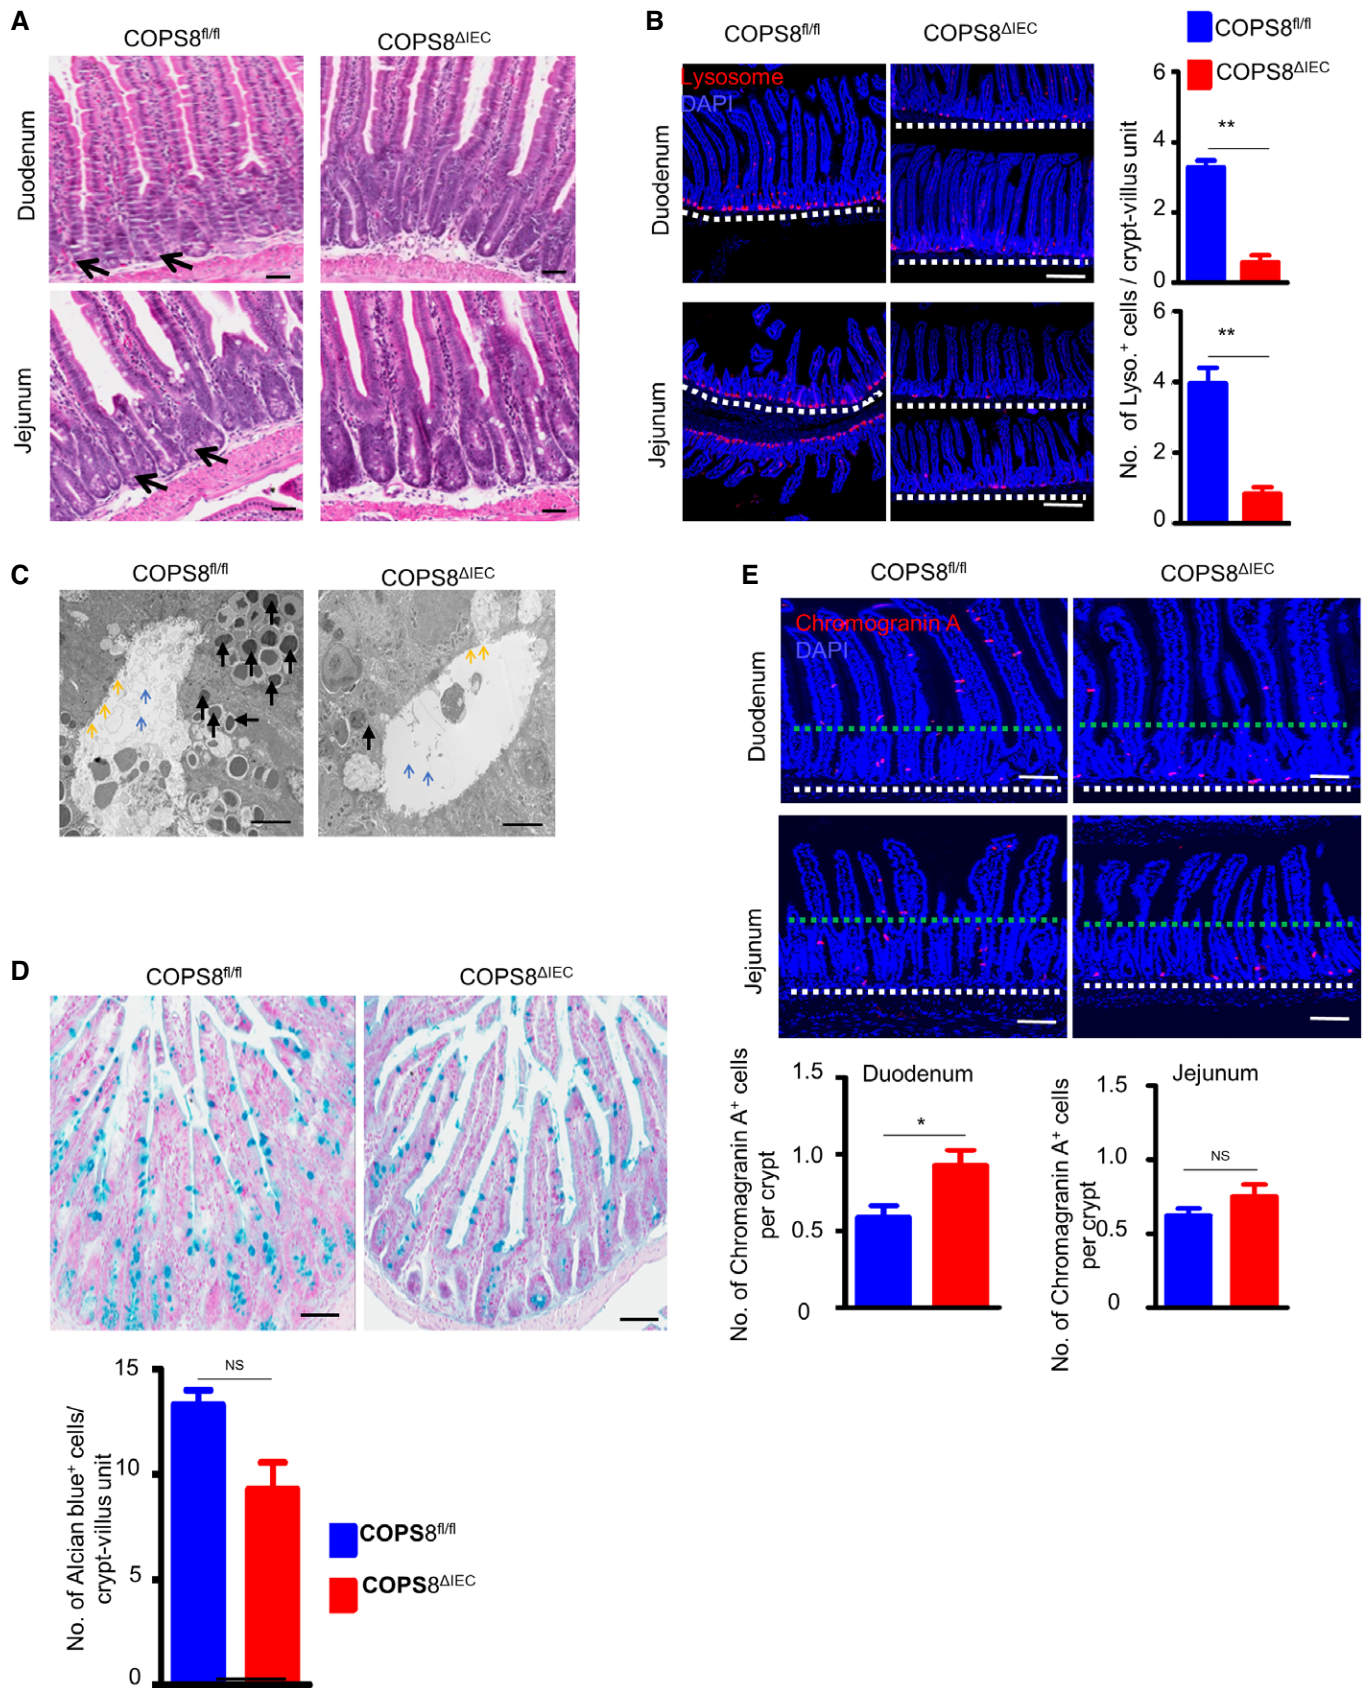 A
COPS8fl/fl
COPS8ΔIEC
Duodenum
Jejunum
B
COPS8fl/fl
COPS8ΔIEC
COPS8fl/fl
COPS8ΔIEC
Lysosome
DAPI
Duodenum
Jejunum
No. of Lyso.+ cells / crypt-villus unit
6
4
2
0
**
6
4
2
0
**
C
COPS8fl/fl
COPS8ΔIEC
D
COPS8fl/fl
COPS8ΔIEC
No. of Alcian blue+ cells/
crypt-villus unit
15
10
5
0
NS
COPS8fl/fl
COPS8ΔIEC
E
COPS8fl/fl
COPS8ΔIEC
Chromogranin A
DAPI
Duodenum
Jejunum
No. of Chromagranin A+ cells
per crypt
1.5
1.0
0.5
0
Duodenum
*
No. of Chromagranin A+ cells
per crypt
1.5
1.0
0.5
0
Jejunum
NS